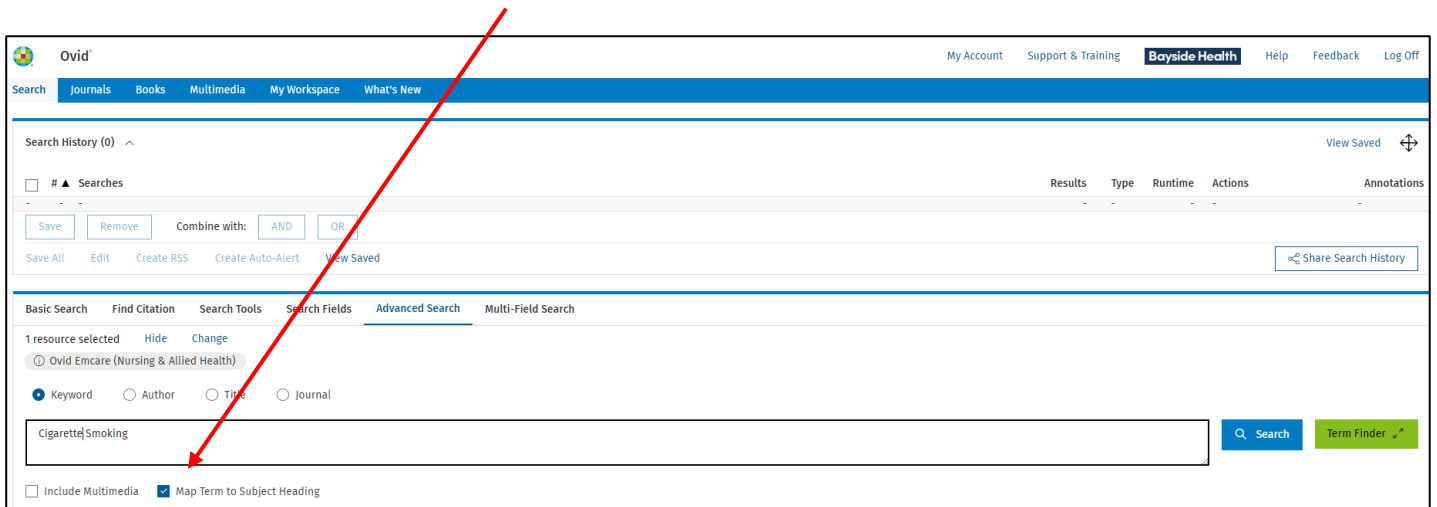 Ovid® My Account Support & Training Bayside Health Help Feedback Log Off
Search Journals Books Multimedia My Workspace What's New
Search History (0) View Saved
# ▲ Searches Results Type Runtime Actions Annotations
- - - - - - - -
Save Remove Combine with: AND OR
Save All Edit Create RSS Create Auto-Alert View Saved Share Search History
Basic Search Find Citation Search Tools Search Fields Advanced Search Multi-Field Search
1 resource selected Hide Change
Ovid Emcare (Nursing & Allied Health)
Keyword Author Title Journal
Cigarette Smoking Search Term Finder
Include Multimedia Map Term to Subject Heading